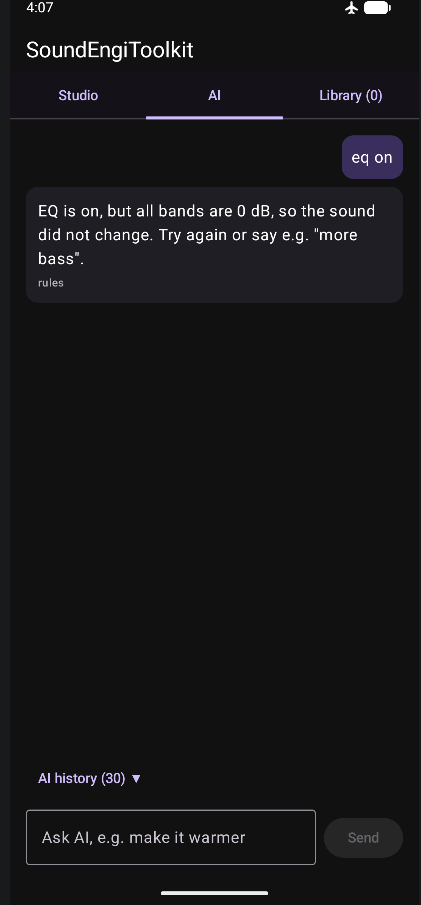 4:07
SoundEngiToolkit
Studio
AI
Library (0)
eq on
EQ is on, but all bands are 0 dB, so the sound
did not change. Try again or say e.g. "more
bass".
rules
AI history (30) ▼
Ask AI, e.g. make it warmer
Send